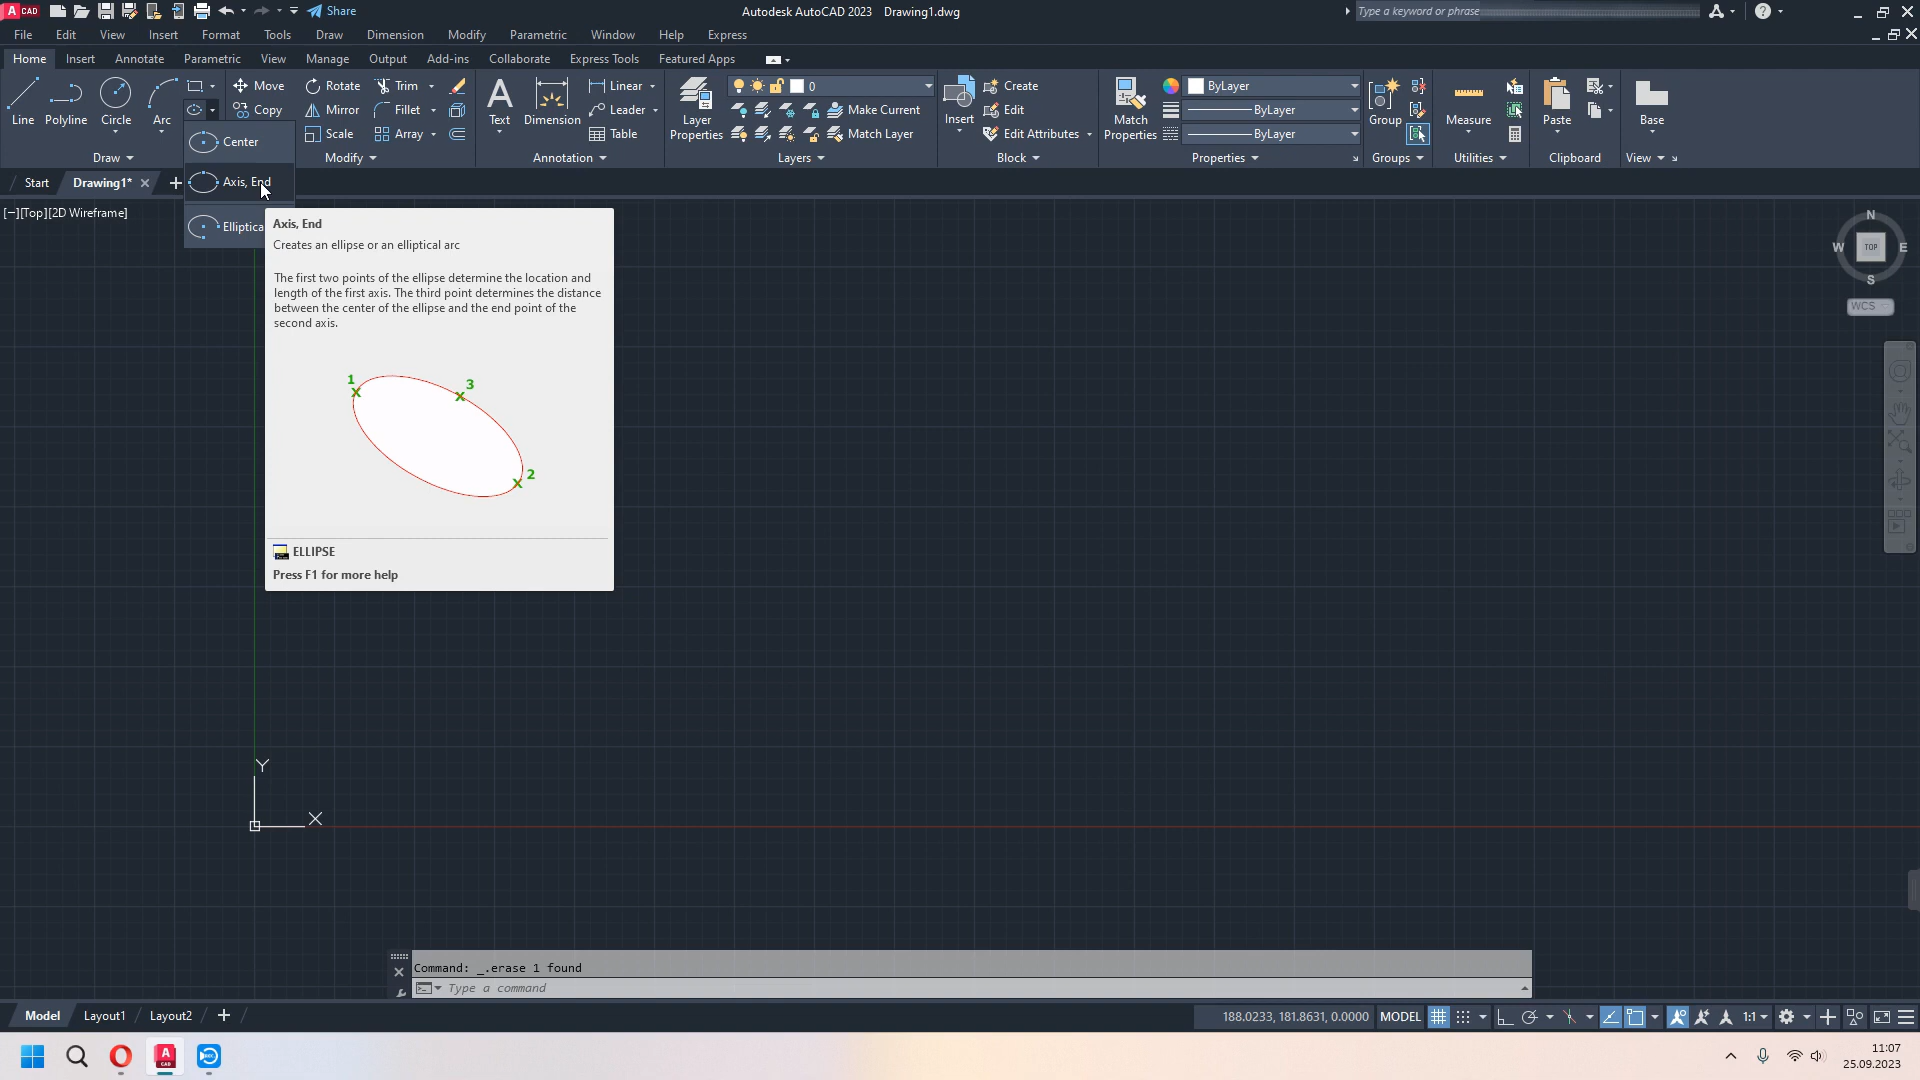 A CAD
Share
Autodesk AutoCAD 2023 Drawing1.dwg
Type a keyword or phrase
File Edit View Insert Format Tools Draw Dimension Modify Parametric Window Help Express
Home Insert Annotate Parametric View Manage Output Add-ins Collaborate Express Tools Featured Apps
Line
Polyline
Circle
Arc
Draw
Move
Copy
Rotate
Mirror
Scale
Trim
Fillet
Array
Modify
A
Text
Dimension
Linear
Leader
Table
Annotation
Layer
Properties
0
Make Current
Match Layer
Layers
Insert
Create
Edit
Edit Attributes
Block
Match
Properties
ByLayer
ByLayer
ByLayer
Properties
Group
Groups
Measure
Utilities
Paste
Clipboard
Base
View
Start
Drawing1*
Center
Axis, End
Elliptica
[−][Top][2D Wireframe]
Axis, End
Creates an ellipse or an elliptical arc
The first two points of the ellipse determine the location and
length of the first axis. The third point determines the distance
between the center of the ellipse and the end point of the
second axis.
1
3
2
ELLIPSE
Press F1 for more help
N
W TOP E
S
WCS
Y
X
Command: _.erase 1 found
Type a command
Model Layout1 Layout2
188.0233, 181.8631, 0.0000 MODEL
1:1
A CAD
11:07
25.09.2023